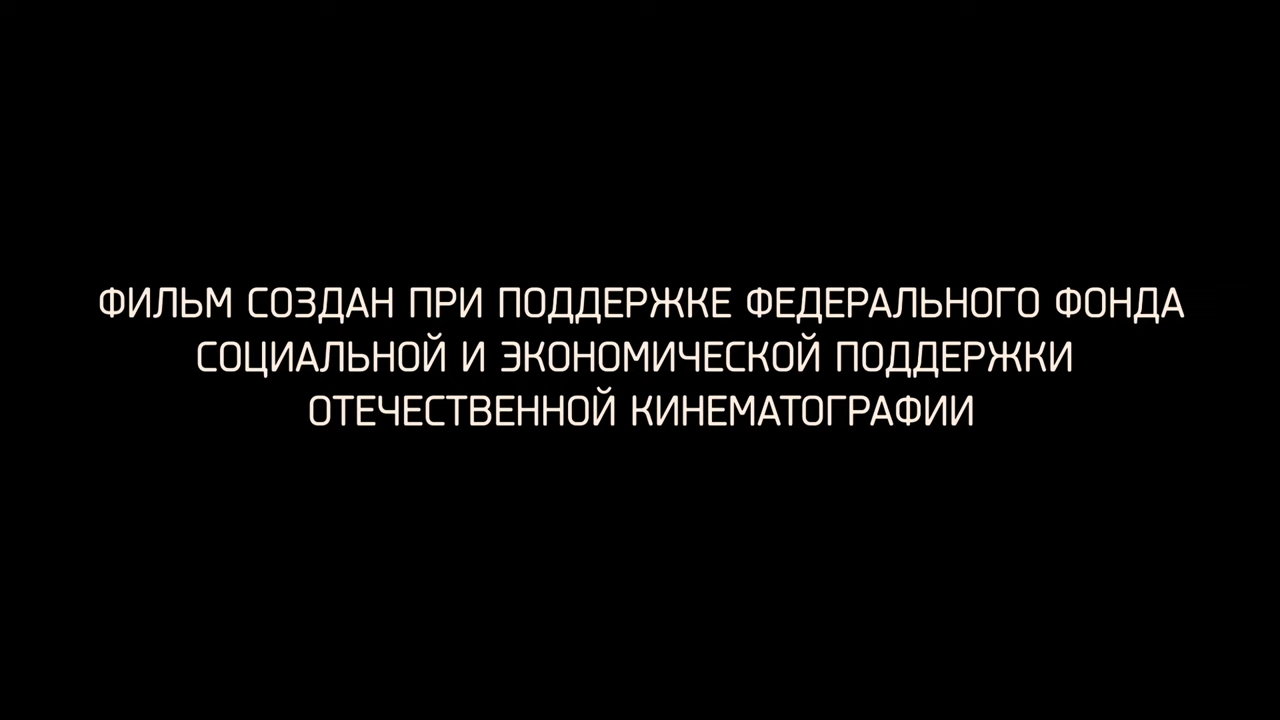 ФИЛЬМ СОЗДАН ПРИ ПОДДЕРЖКЕ ФЕДЕРАЛЬНОГО ФОНДА
СОЦИАЛЬНОЙ И ЭКОНОМИЧЕСКОЙ ПОДДЕРЖКИ
ОТЕЧЕСТВЕННОЙ КИНЕМАТОГРАФИИ